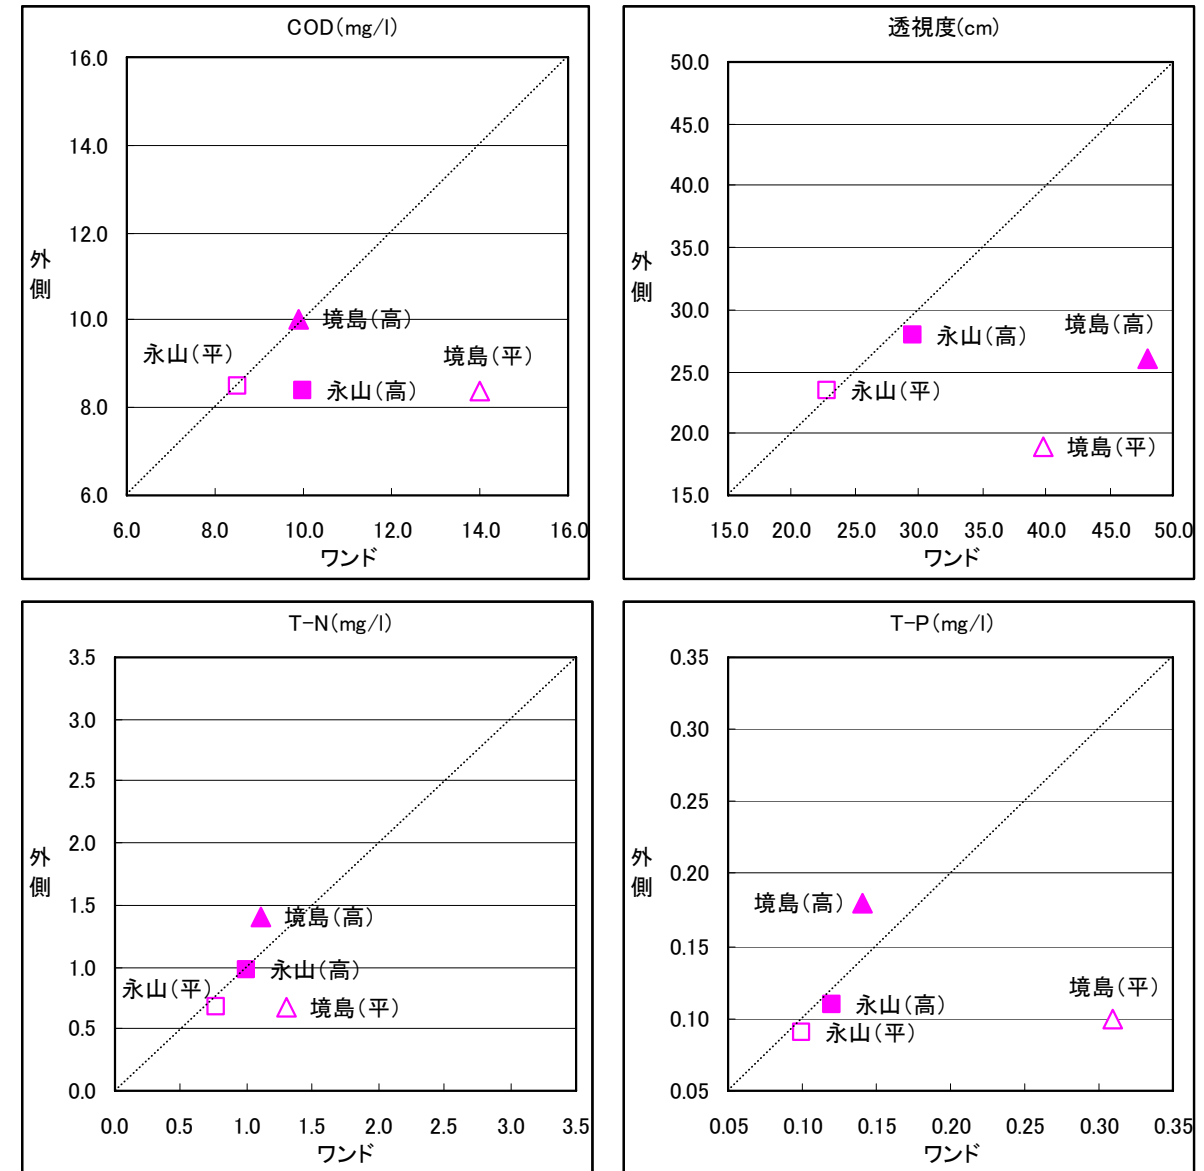 COD(mg/l)
16.0
14.0
12.0
10.0
8.0
6.0
外側
境島(高)
永山(平)
境島(平)
永山(高)
6.0 8.0 10.0 12.0 14.0 16.0
ワンド
透視度(cm)
50.0
45.0
40.0
35.0
30.0
25.0
20.0
15.0
外側
境島(高)
永山(高)
永山(平)
境島(平)
15.0 20.0 25.0 30.0 35.0 40.0 45.0 50.0
ワンド
T-N(mg/l)
3.5
3.0
2.5
2.0
1.5
1.0
0.5
0.0
外側
境島(高)
永山(高)
永山(平)
境島(平)
0.0 0.5 1.0 1.5 2.0 2.5 3.0 3.5
ワンド
T-P(mg/l)
0.35
0.30
0.25
0.20
0.15
0.10
0.05
外側
境島(高)
境島(平)
永山(高)
永山(平)
0.05 0.10 0.15 0.20 0.25 0.30 0.35
ワンド